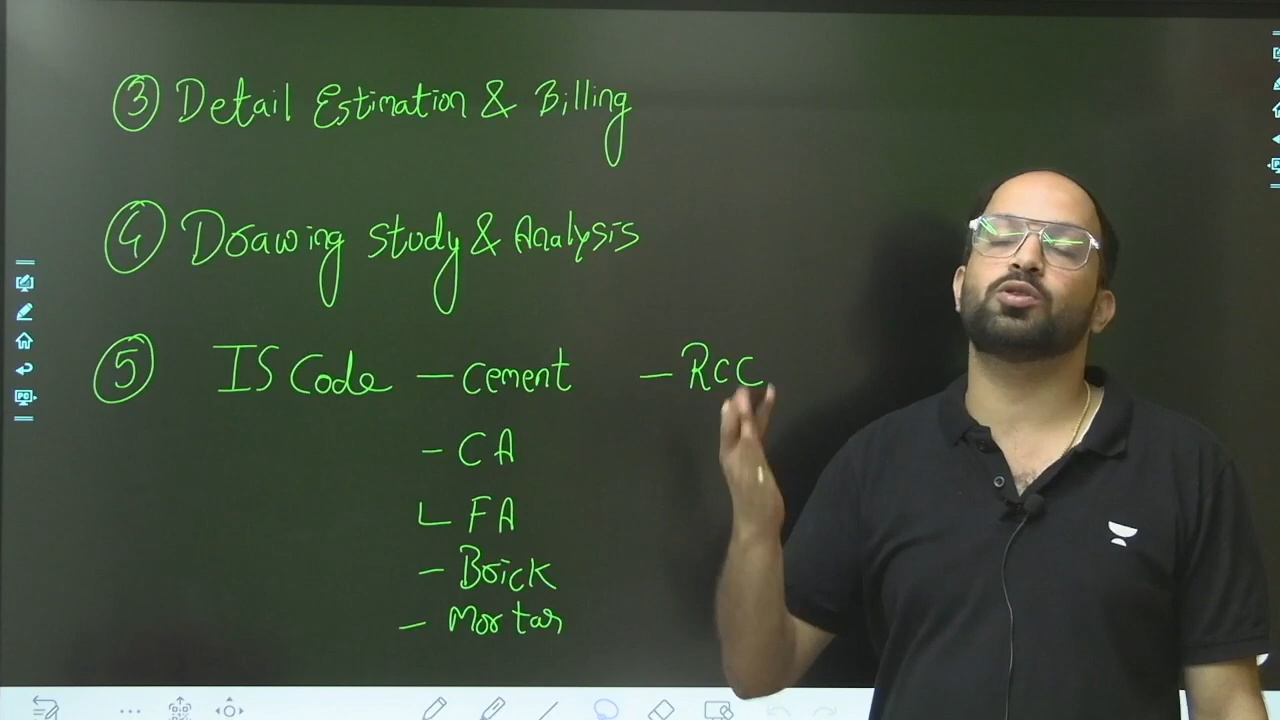 ③ Detail Estimation & Billing
④ Drawing Study & Analysis
⑤ IS Code - Cement - RCC
- CA
- FA
- Brick
- Mortar